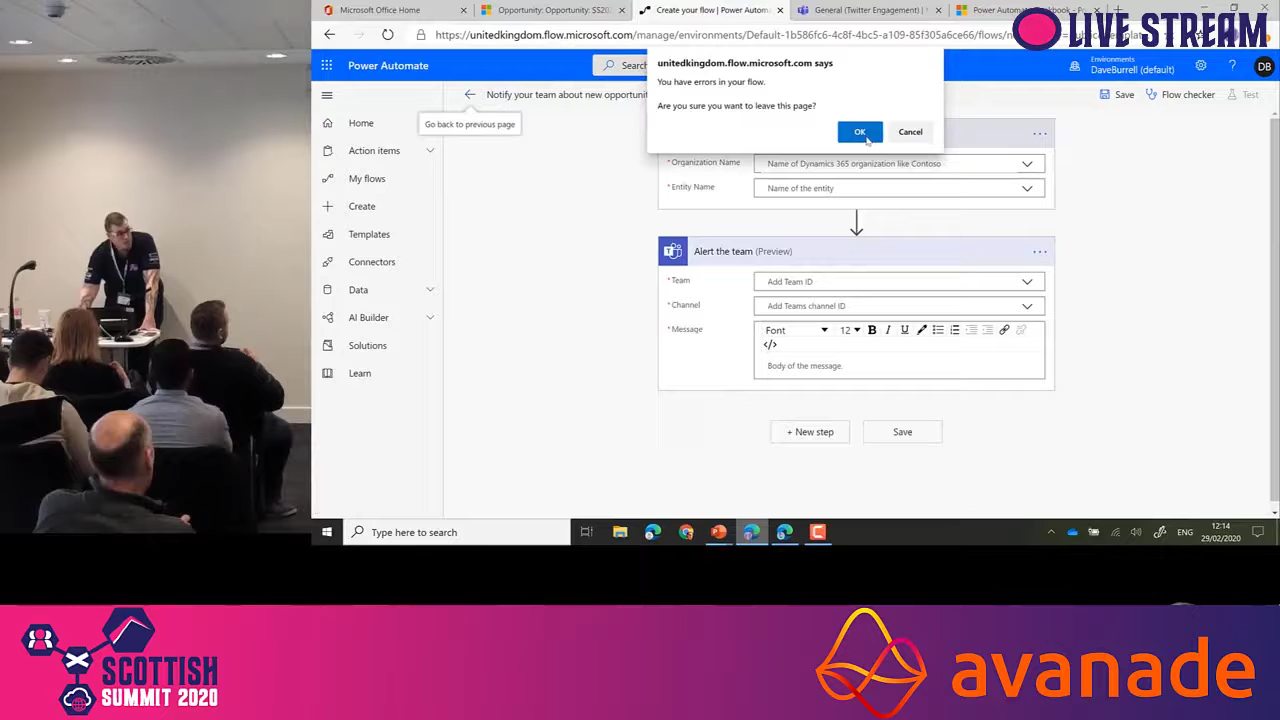 Microsoft Office Home
Opportunity: Opportunity: SS202
Create your flow | Power Automate
General (Twitter Engagement) |
Power Automate
LIVE STREAM
https://unitedkingdom.flow.microsoft.com/manage/environments/Default-1b586fc6-4c8f-4bc5-a109-85f305a6ce66/flows/
Power Automate
Search
Environments
DaveBurrell (default)
?
DB
unitedkingdom.flow.microsoft.com says
You have errors in your flow.
Are you sure you want to leave this page?
OK
Cancel
Notify your team about new opportunit
Save
Flow checker
Test
Go back to previous page
Home
Action items
My flows
Create
Templates
Connectors
Data
AI Builder
Solutions
Learn
* Organization Name
Name of Dynamics 365 organization like Contoso
* Entity Name
Name of the entity
Alert the team (Preview)
* Team
Add Team ID
* Channel
Add Teams channel ID
* Message
Font
12
B I U
</>
Body of the message.
+ New step
Save
Type here to search
ENG
12:14
29/02/2020
SCOTTISH
SUMMIT 2020
avanade